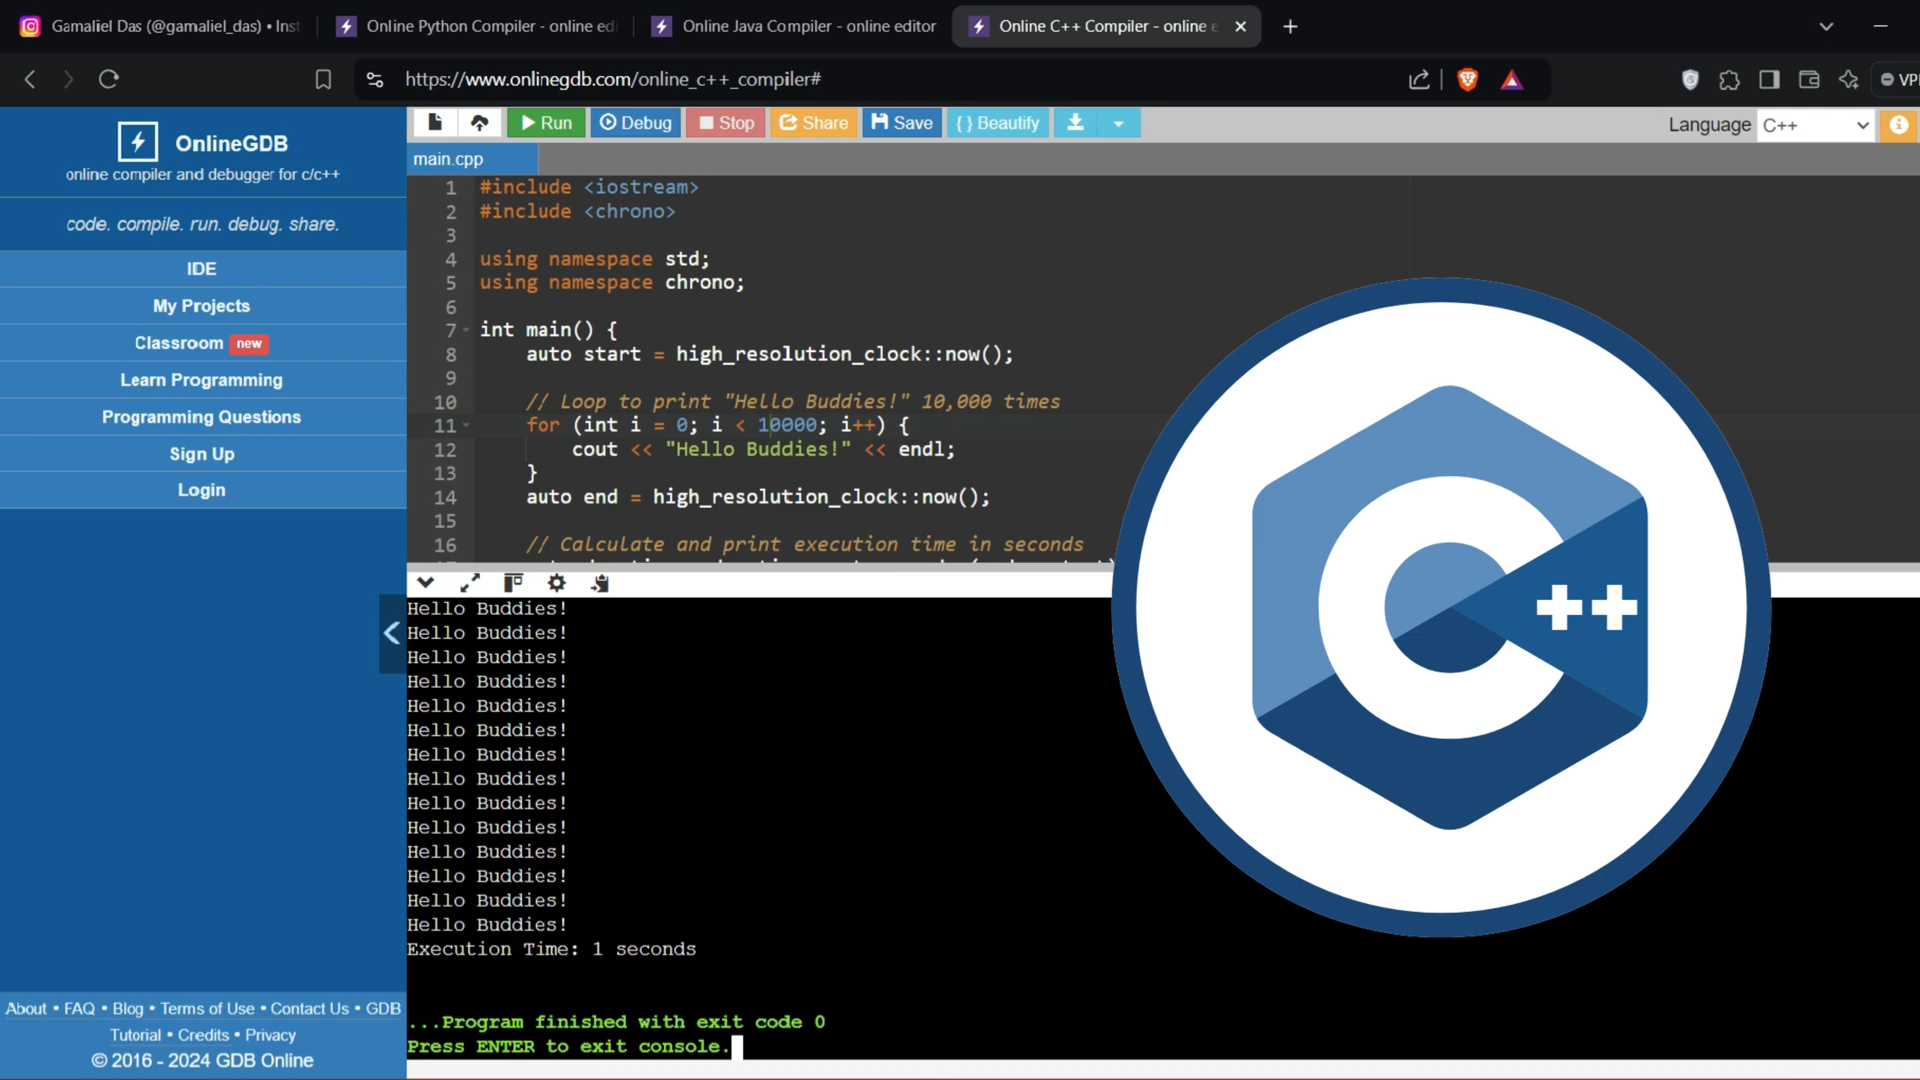 Gamaliel Das (@gamaliel_das) • Inst
Online Python Compiler - online edi
Online Java Compiler - online editor
Online C++ Compiler - online e
https://www.onlinegdb.com/online_c++_compiler#
VPN
OnlineGDB
online compiler and debugger for c/c++
code. compile. run. debug. share.
IDE
My Projects
Classroom new
Learn Programming
Programming Questions
Sign Up
Login
About • FAQ • Blog • Terms of Use • Contact Us • GDB
Tutorial • Credits • Privacy
© 2016 - 2024 GDB Online
Run Debug Stop Share Save { } Beautify
Language C++
main.cpp
1 #include <iostream>
2 #include <chrono>
3
4 using namespace std;
5 using namespace chrono;
6
7 int main() {
8 auto start = high_resolution_clock::now();
9
10 // Loop to print "Hello Buddies!" 10,000 times
11 for (int i = 0; i < 10000; i++) {
12 cout << "Hello Buddies!" << endl;
13 }
14 auto end = high_resolution_clock::now();
15
16 // Calculate and print execution time in seconds
Hello Buddies!
Hello Buddies!
Hello Buddies!
Hello Buddies!
Hello Buddies!
Hello Buddies!
Hello Buddies!
Hello Buddies!
Hello Buddies!
Hello Buddies!
Hello Buddies!
Hello Buddies!
Hello Buddies!
Hello Buddies!
Execution Time: 1 seconds
...Program finished with exit code 0
Press ENTER to exit console.
C++